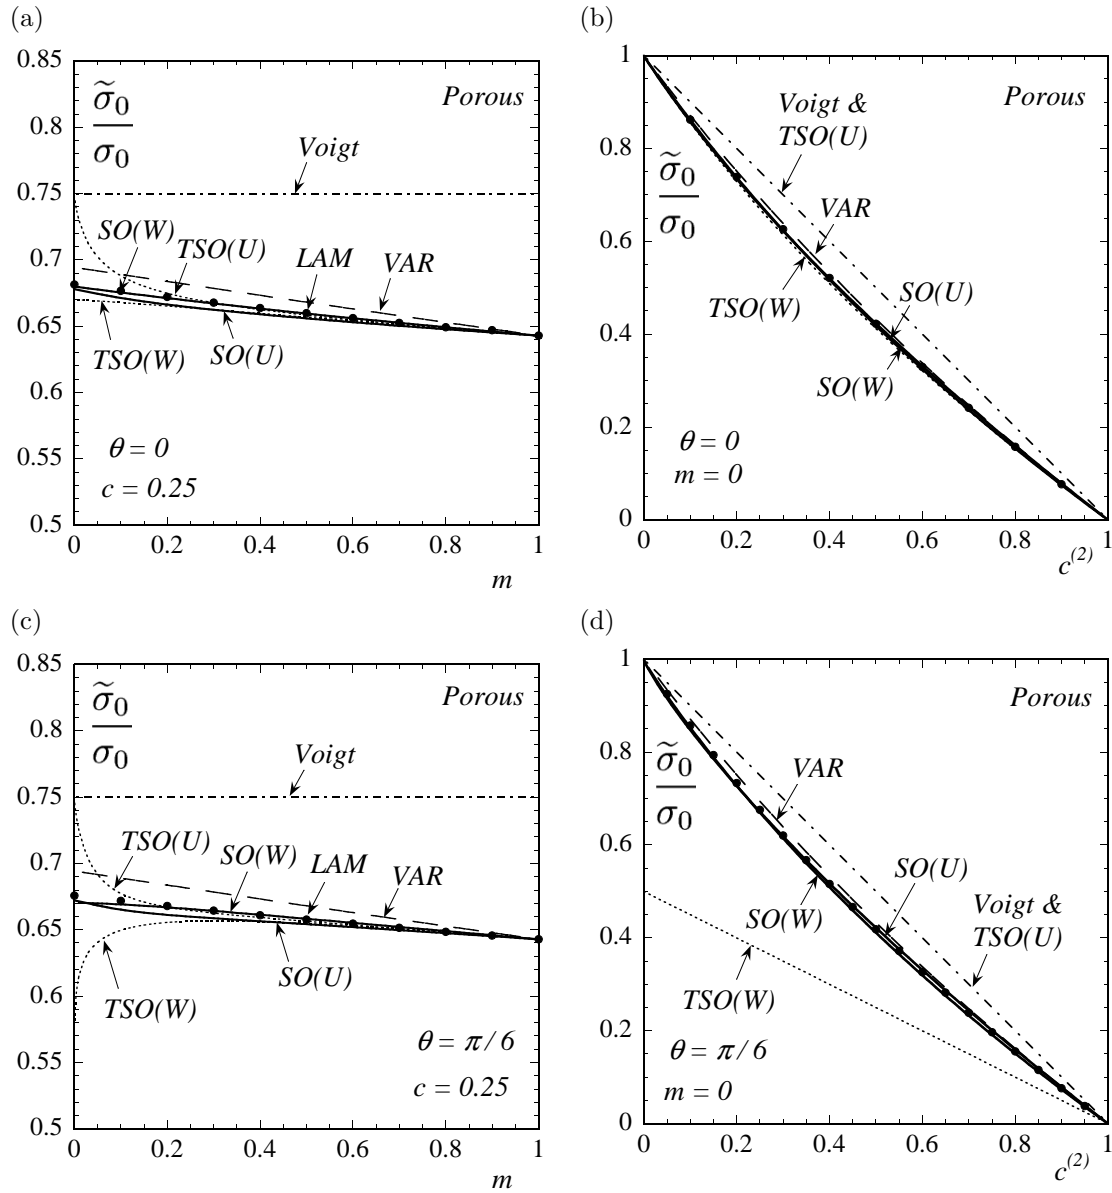 (a)
0.85
0.8
0.75
0.7
0.65
0.6
0.55
0.5
σ̃₀
σ₀
Porous
Voigt
SO(W)
TSO(U)
LAM
VAR
TSO(W)
SO(U)
θ = 0
c = 0.25
0 0.2 0.4 0.6 0.8 1
m
(b)
1
0.8
0.6
0.4
0.2
0
σ̃₀
σ₀
Porous
Voigt &
TSO(U)
VAR
TSO(W)
SO(U)
SO(W)
θ = 0
m = 0
0 0.2 0.4 0.6 0.8 1
c⁽²⁾
(c)
0.85
0.8
0.75
0.7
0.65
0.6
0.55
0.5
σ̃₀
σ₀
Porous
Voigt
TSO(U)
SO(W)
LAM
VAR
SO(U)
TSO(W)
θ = π/6
c = 0.25
0 0.2 0.4 0.6 0.8 1
m
(d)
1
0.8
0.6
0.4
0.2
0
σ̃₀
σ₀
Porous
VAR
SO(U)
SO(W)
Voigt &
TSO(U)
TSO(W)
θ = π/6
m = 0
0 0.2 0.4 0.6 0.8 1
c⁽²⁾